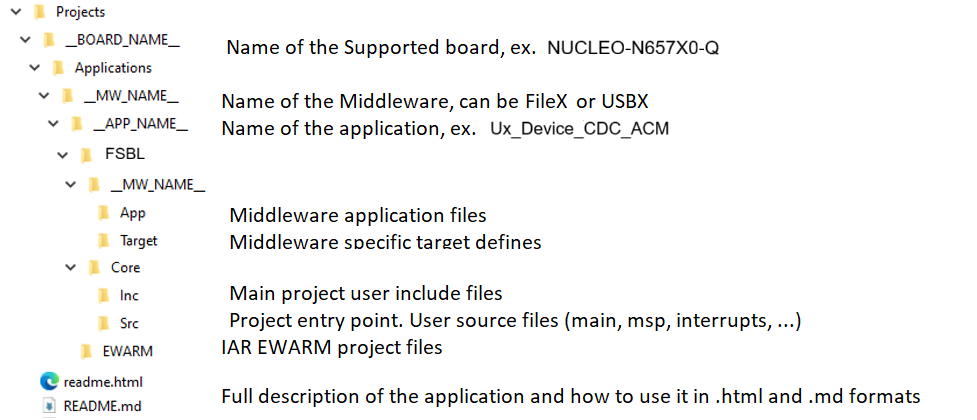 Projects
__BOARD_NAME__ Name of the Supported board, ex. NUCLEO-N657X0-Q
Applications
__MW_NAME__ Name of the Middleware, can be FileX or USBX
__APP_NAME__ Name of the application, ex. Ux_Device_CDC_ACM
FSBL
__MW_NAME__
App Middleware application files
Target Middleware specific target defines
Core
Inc Main project user include files
Src Project entry point. User source files (main, msp, interrupts, ...)
EWARM IAR EWARM project files
readme.html
README.md Full description of the application and how to use it in .html and .md formats